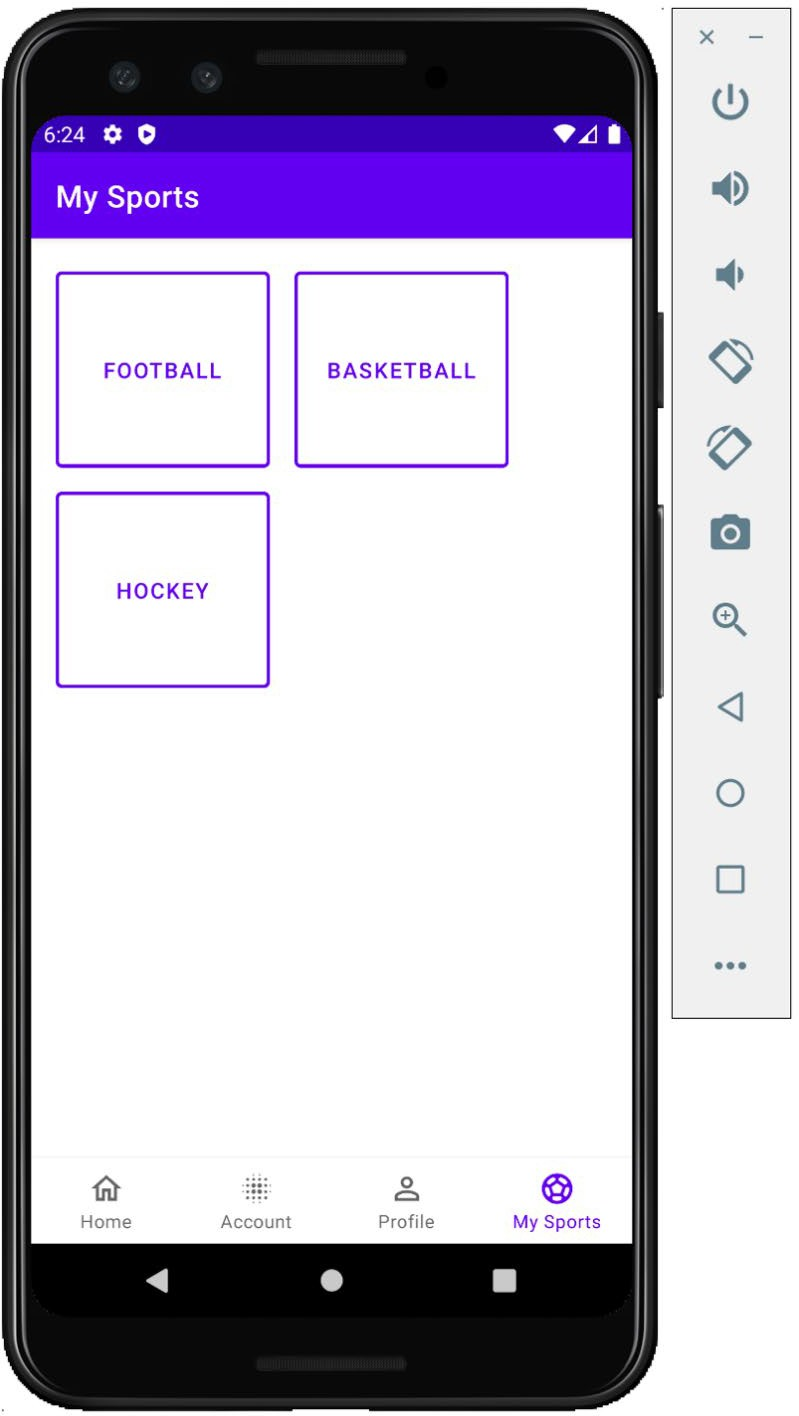 6:24
My Sports
FOOTBALL BASKETBALL
HOCKEY
Home Account Profile My Sports